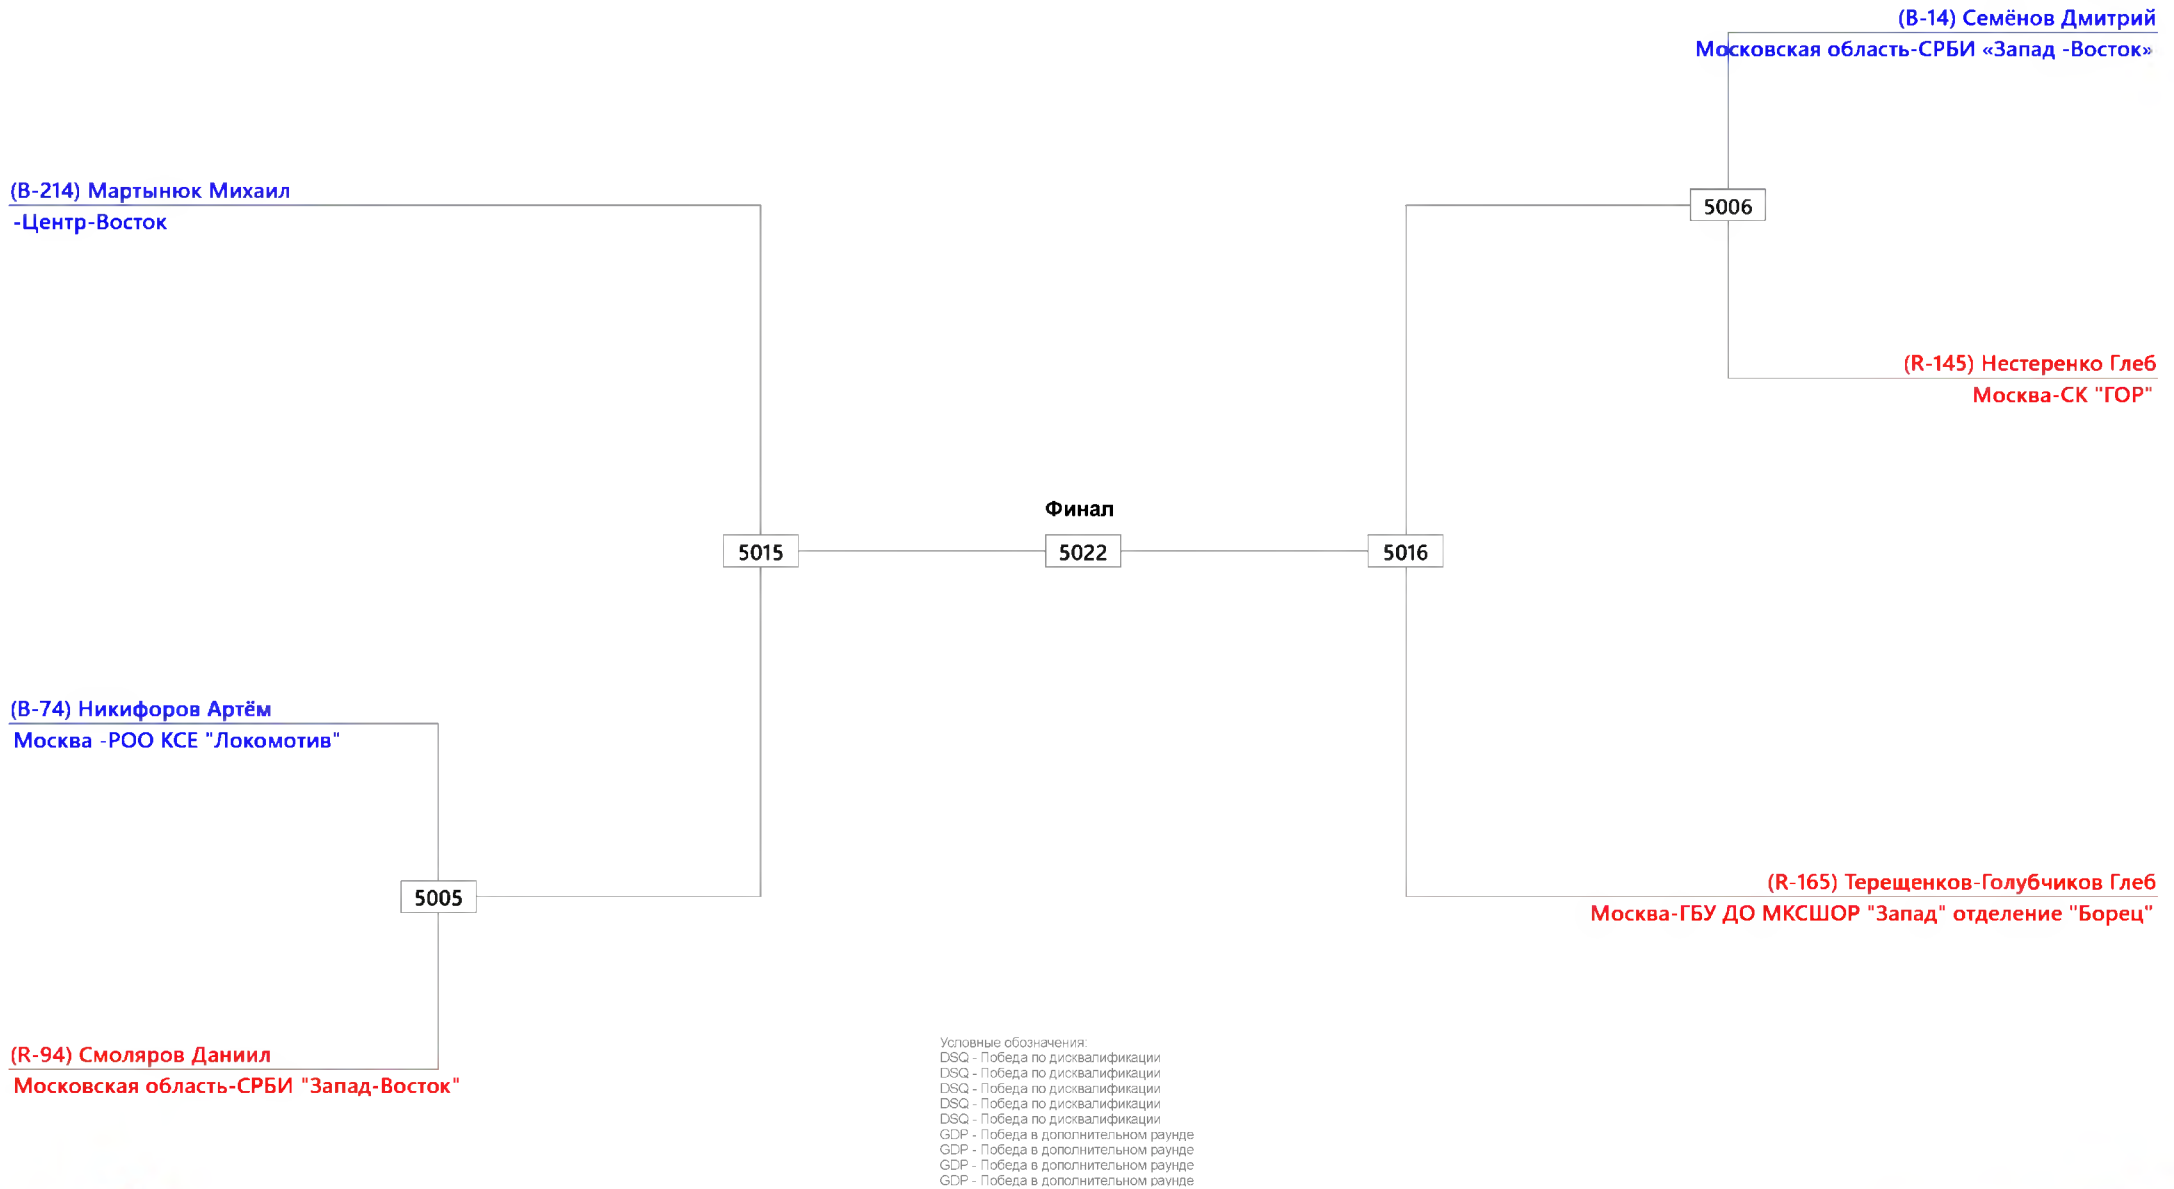 (B-14) Семёнов Дмитрий
Московская область-СРБИ «Запад -Восток»
(B-214) Мартынюк Михаил
-Центр-Восток
5006
(R-145) Нестеренко Глеб
Москва-СК "ГОР"
Финал
5015
5022
5016
(B-74) Никифоров Артём
Москва -РОО КСЕ "Локомотив"
5005
(R-165) Терещенков-Голубчиков Глеб
Москва-ГБУ ДО МКСШОР "Запад" отделение "Борец"
(R-94) Смоляров Даниил
Московская область-СРБИ "Запад-Восток"
Условные обозначения:
DSQ - Победа по дисквалификации
DSQ - Победа по дисквалификации
DSQ - Победа по дисквалификации
DSQ - Победа по дисквалификации
DSQ - Победа по дисквалификации
GDP - Победа в дополнительном раунде
GDP - Победа в дополнительном раунде
GDP - Победа в дополнительном раунде
GDP - Победа в дополнительном раунде